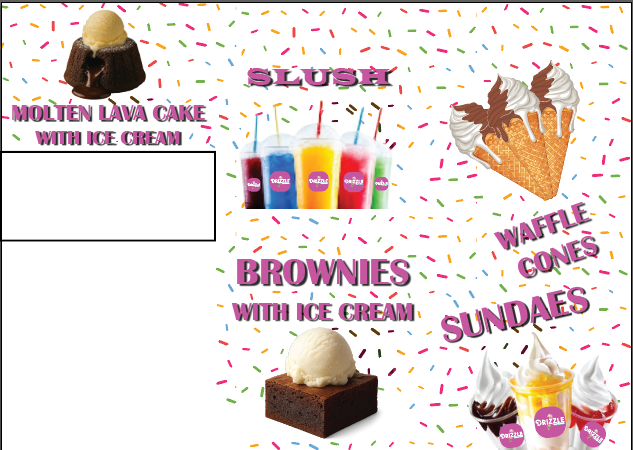 MOLTEN LAVA CAKE
WITH ICE CREAM
SLUSH
DRIZZLE
DRIZZLE
DRIZZLE
DRIZZLE
BROWNIES
WITH ICE CREAM
WAFFLE
CONES
SUNDAES
DRIZZLE
DRIZZLE
DRIZZLE